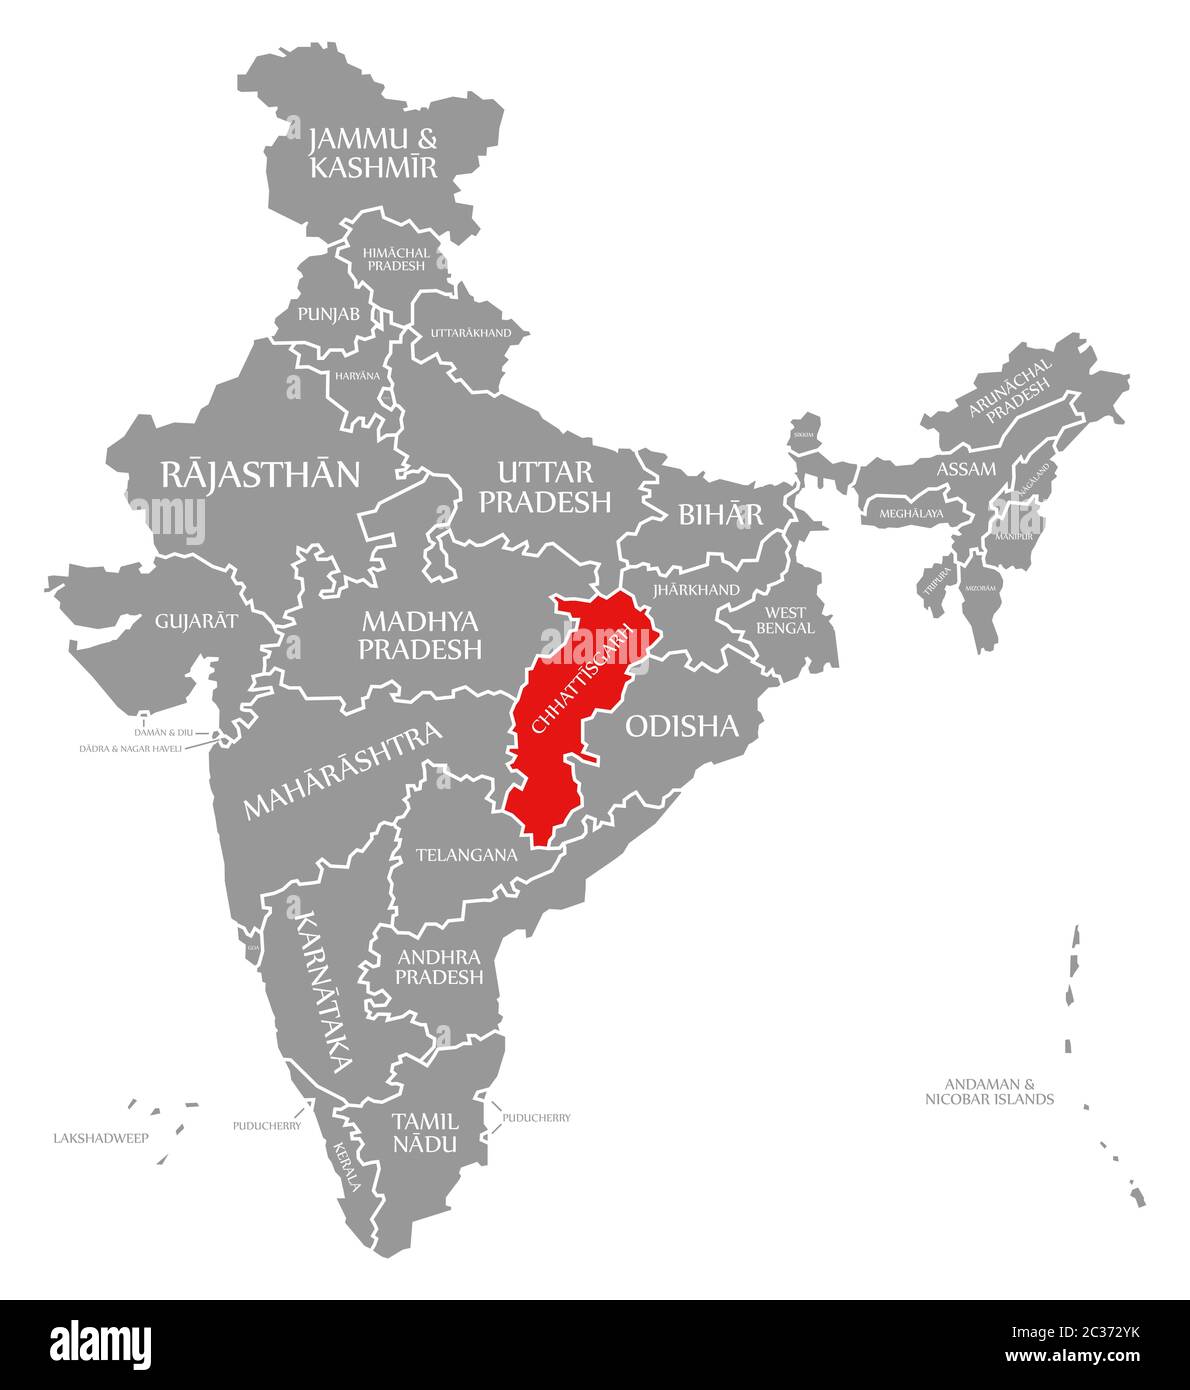 JAMMU &
KASHMĪR
HIMĀCHAL
PRADESH
PUNJAB
UTTARĀKHAND
HARYĀNA
ARUNĀCHAL
PRADESH
RĀJASTHĀN
UTTAR
PRADESH
BIHĀR
SIKKIM
ASSAM
NĀGĀLAND
MEGHĀLAYA
MANIPUR
TRIPURA
MIZORĀM
GUJARĀT
MADHYA
PRADESH
JHĀRKHAND
WEST
BENGAL
CHHATTĪSGARH
ODISHA
DAMĀN & DIU
DĀDRA & NAGAR HAVELI
MAHĀRĀSHTRA
TELANGANA
GOA
KARNĀTAKA
ANDHRA
PRADESH
ANDAMAN &
NICOBAR ISLANDS
LAKSHADWEEP
PUDUCHERRY
TAMIL
NĀDU
PUDUCHERRY
KERALA
alamy
a
a
a
a
alamy
Image ID: 2C372YK
www.alamy.com